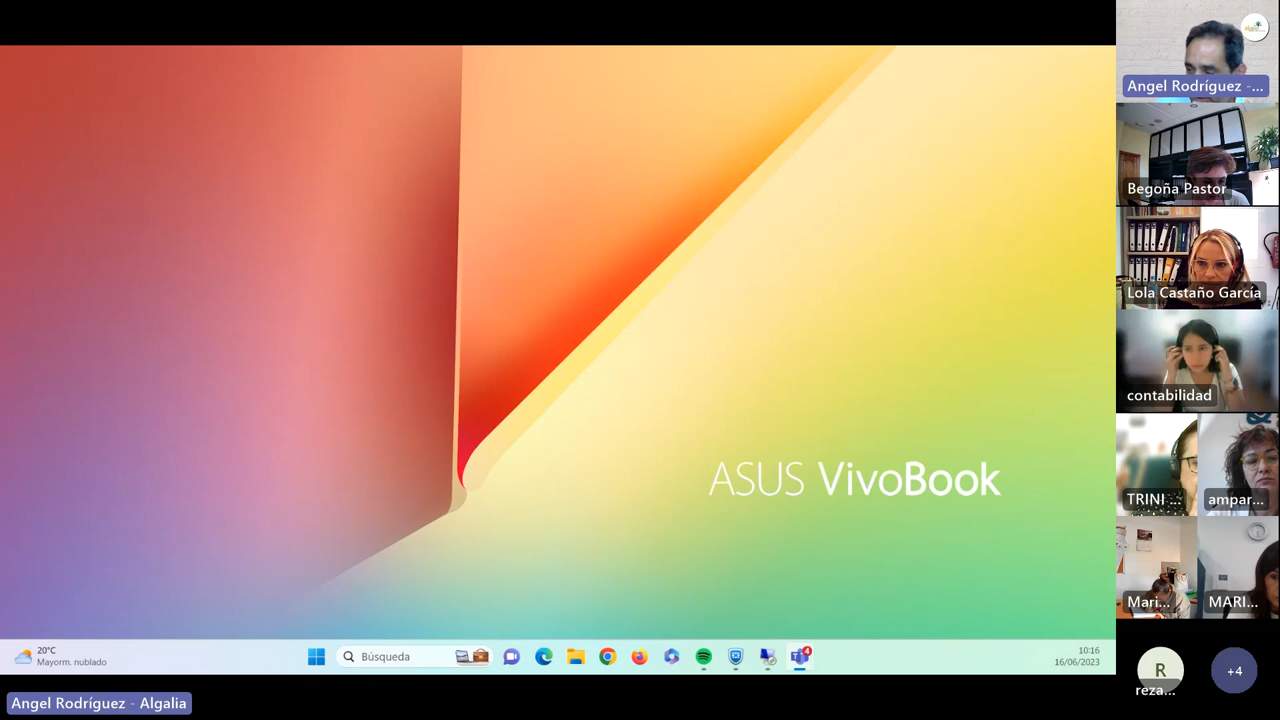 ASUS VivoBook
20°C
Mayorm. nublado
Búsqueda
4
10:16
16/06/2023
Angel Rodríguez - Algalia
Angel Rodríguez -...
Begoña Pastor
Lola Castaño García
contabilidad
TRINI ...
ampar...
Mari...
MARI...
R
reza...
+4